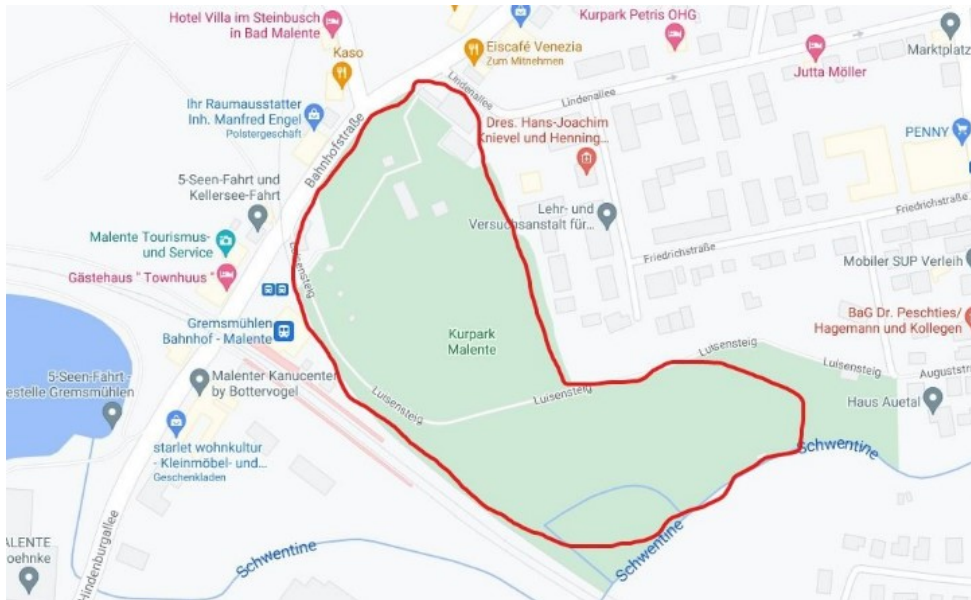 Hotel Villa im Steinbusch
in Bad Malente
Kurpark Petris OHG
Marktplatz
Kaso
Eiscafé Venezia
Zum Mitnehmen
Jutta Möller
Lindenallee
Lindenallee
Ihr Raumausstatter
Inh. Manfred Engel
Polstergeschäft
Dres. Hans-Joachim
Knievel und Henning...
PENNY
Bahnhofstraße
5-Seen-Fahrt und
Kellersee-Fahrt
Lehr- und
Versuchsanstalt für...
Friedrichstraße
Friedrichstraße
Malente Tourismus-
und Service
Luisensteig
Mobiler SUP Verleih
Gästehaus " Townhuus "
BaG Dr. Peschties/
Hagemann und Kollegen
Gremsmühlen
Bahnhof - Malente
Kurpark
Malente
Luisensteig
Luisensteig
Luisensteig
Luisensteig
Auguststr
5-Seen-Fahrt -
estelle Gremsmühlen
Malenter Kanucenter
by Bottervogel
Haus Auetal
starlet wohnkultur
- Kleinmöbel- und...
Geschenkladen
Schwentine
Schwentine
Schwentine
Hindenburgallee
ALENTE
oehnke